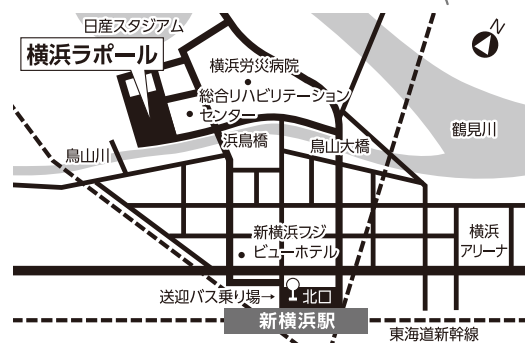 日産スタジアム
N
横浜ラポール
横浜労災病院
総合リハビリテーション
センター
鶴見川
浜鳥橋
鳥山大橋
鳥山川
新横浜フジ
ビューホテル
横浜
アリーナ
送迎バス乗り場→
北口
新横浜駅
東海道新幹線